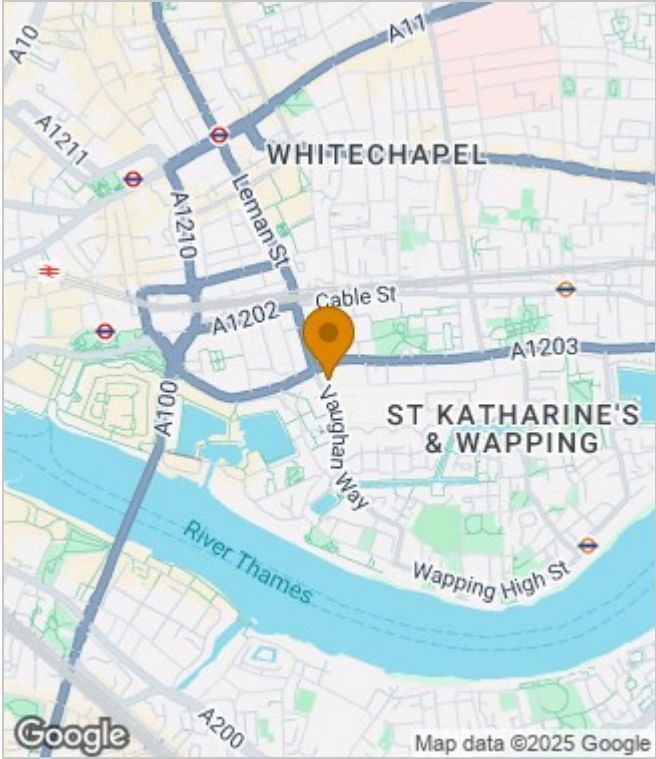 A10
A11
A1211
WHITECHAPEL
Leman St
A1210
Cable St
A1202
A1203
A100
Vaughan Way
ST KATHARINE'S
& WAPPING
River Thames
Wapping High St
A200
Google
Map data ©2025 Google